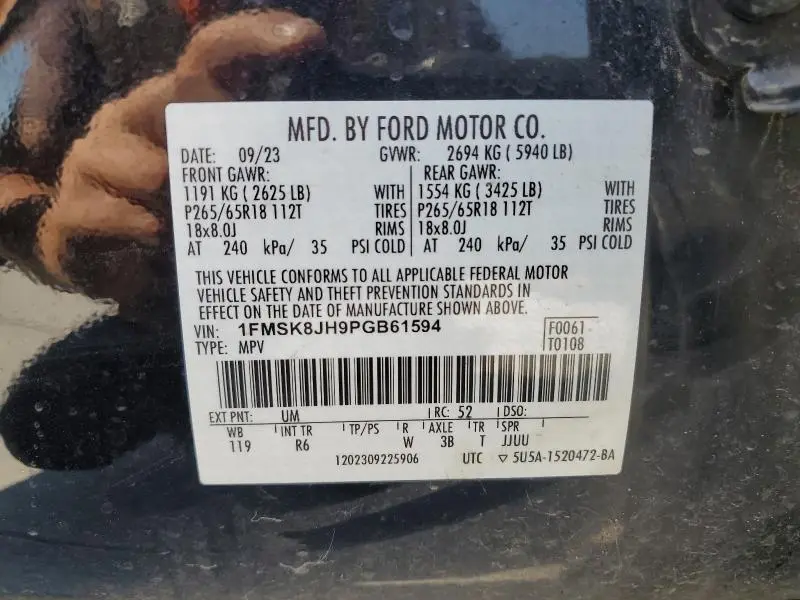 MFD. BY FORD MOTOR CO.
DATE: 09/23 GVWR: 2694 KG ( 5940 LB)
FRONT GAWR: REAR GAWR:
1191 KG ( 2625 LB) WITH 1554 KG ( 3425 LB) WITH
P265/65R18 112T TIRES P265/65R18 112T TIRES
18x8.0J RIMS 18x8.0J RIMS
AT 240 kPa/ 35 PSI COLD AT 240 kPa/ 35 PSI COLD
THIS VEHICLE CONFORMS TO ALL APPLICABLE FEDERAL MOTOR
VEHICLE SAFETY AND THEFT PREVENTION STANDARDS IN
EFFECT ON THE DATE OF MANUFACTURE SHOWN ABOVE.
VIN: 1FMSK8JH9PGB61594 F0061
TYPE: MPV T0108
EXT PNT: UM RC: 52 DSO:
WB INT TR TP/PS R AXLE TR SPR
119 R6 W 3B T JJUU
1202309225906 UTC ▽ 5U5A-1520472-BA